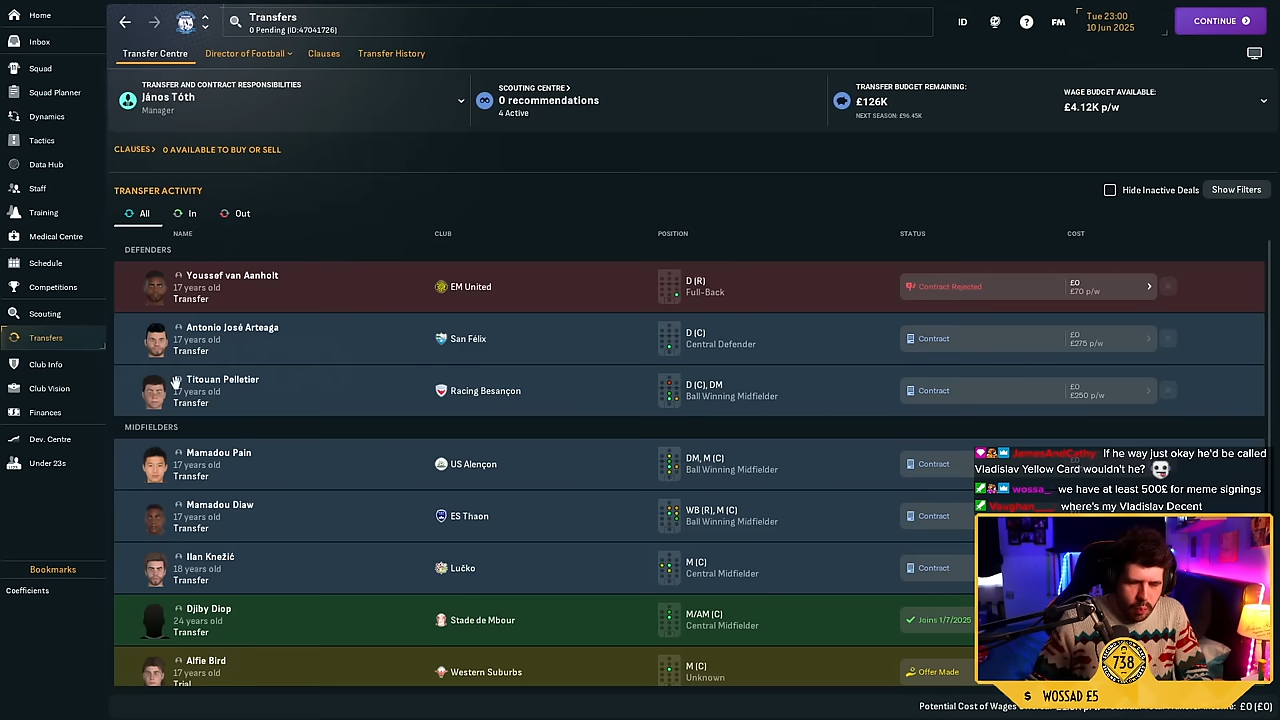 Home
Inbox
Squad
Squad Planner
Dynamics
Tactics
Data Hub
Staff
Training
Medical Centre
Schedule
Competitions
Scouting
Transfers
Club Info
Club Vision
Finances
Dev. Centre
Under 23s
Bookmarks
Coefficients
Transfers
0 Pending (ID:47041726)
ID
FM
Tue 23:00
10 Jun 2025
CONTINUE
Transfer Centre
Director of Football
Clauses
Transfer History
TRANSFER AND CONTRACT RESPONSIBILITIES
János Tóth
Manager
SCOUTING CENTRE >
0 recommendations
4 Active
TRANSFER BUDGET REMAINING:
£126K
NEXT SEASON: £96.45K
WAGE BUDGET AVAILABLE:
£4.12K p/w
CLAUSES > 0 AVAILABLE TO BUY OR SELL
TRANSFER ACTIVITY
Hide Inactive Deals
Show Filters
All
In
Out
NAME CLUB POSITION STATUS COST
DEFENDERS
Youssef van Aanholt
17 years old
Transfer
EM United
D (R)
Full-Back
Contract Rejected
£0
£70 p/w
Antonio José Arteaga
17 years old
Transfer
San Félix
D (C)
Central Defender
Contract
£0
£275 p/w
Titouan Pelletier
17 years old
Transfer
Racing Besançon
D (C), DM
Ball Winning Midfielder
Contract
£0
£250 p/w
MIDFIELDERS
Mamadou Pain
17 years old
Transfer
US Alençon
DM, M (C)
Ball Winning Midfielder
Contract
Mamadou Diaw
17 years old
Transfer
ES Thaon
WB (R), M (C)
Ball Winning Midfielder
Contract
Ilan Knežić
18 years old
Transfer
Lučko
M (C)
Central Midfielder
Contract
Djiby Diop
24 years old
Transfer
Stade de Mbour
M/AM (C)
Central Midfielder
Joins 1/7/2025
Alfie Bird
17 years old
Trial
Western Suburbs
M (C)
Unknown
Offer Made
JamesAndCathy: If he way just okay he'd be called
Vladislav Yellow Card wouldn't he?
wossa_: we have at least 500£ for meme signings
Vaughan____: where's my Vladislav Decent
738
$ WOSSAD £5
Potential Cost of Wages
£0 (£0)